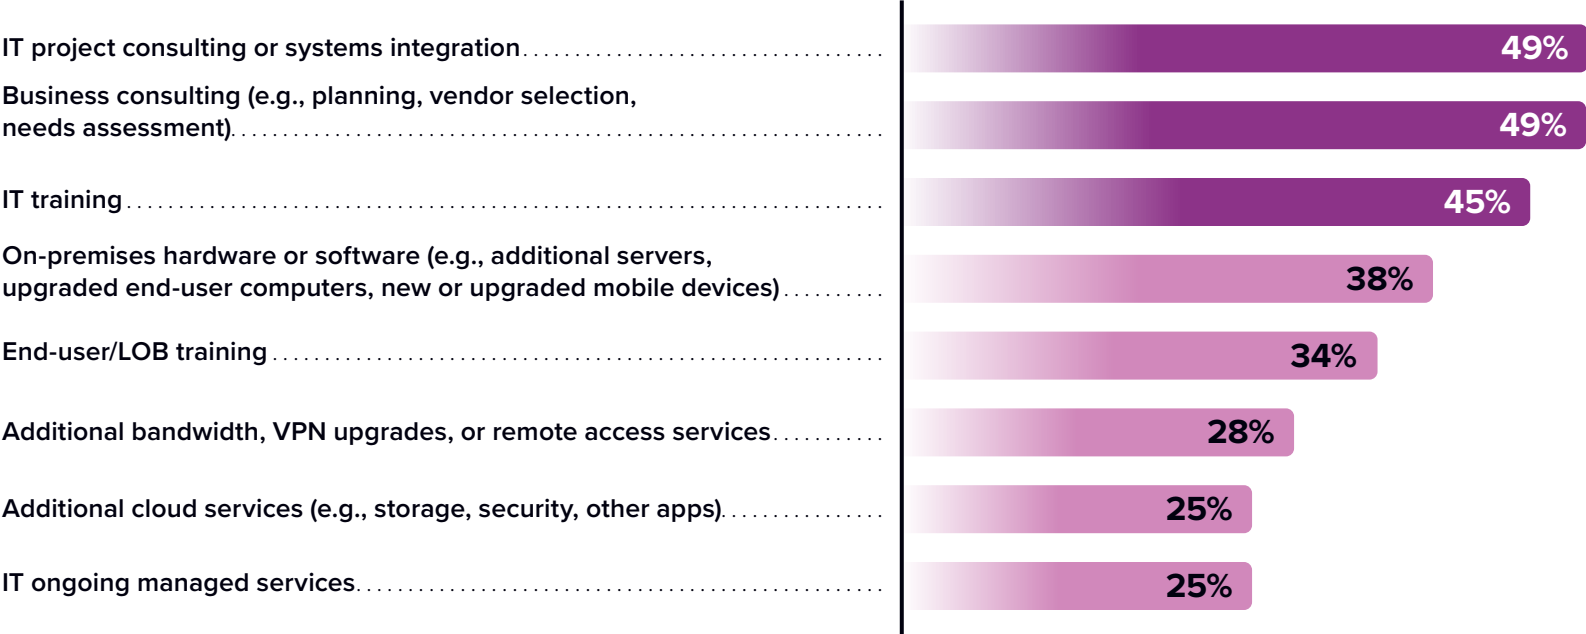 IT project consulting or systems integration 49%
Business consulting (e.g., planning, vendor selection,
needs assessment) 49%
IT training 45%
On-premises hardware or software (e.g., additional servers,
upgraded end-user computers, new or upgraded mobile devices) 38%
End-user/LOB training 34%
Additional bandwidth, VPN upgrades, or remote access services 28%
Additional cloud services (e.g., storage, security, other apps) 25%
IT ongoing managed services 25%